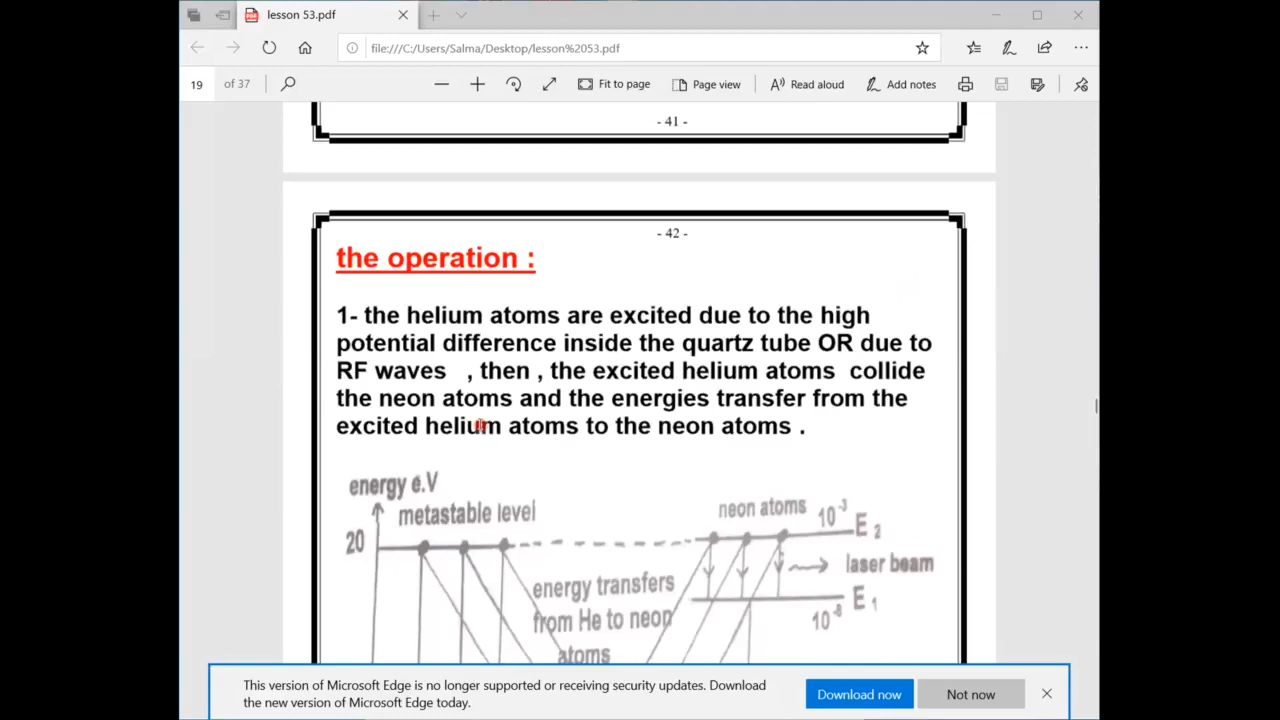 lesson 53.pdf
file:///C:/Users/Salma/Desktop/lesson%2053.pdf
19 of 37 Fit to page Page view Read aloud Add notes
- 41 -
- 42 -
the operation :
1- the helium atoms are excited due to the high
potential difference inside the quartz tube OR due to
RF waves , then , the excited helium atoms collide
the neon atoms and the energies transfer from the
excited helium atoms to the neon atoms .
energy e.V
metastable level
neon atoms 10⁻³ E₂
20
laser beam
energy transfers
from He to neon
atoms
E₁
10⁻⁸
This version of Microsoft Edge is no longer supported or receiving security updates. Download
the new version of Microsoft Edge today.
Download now
Not now